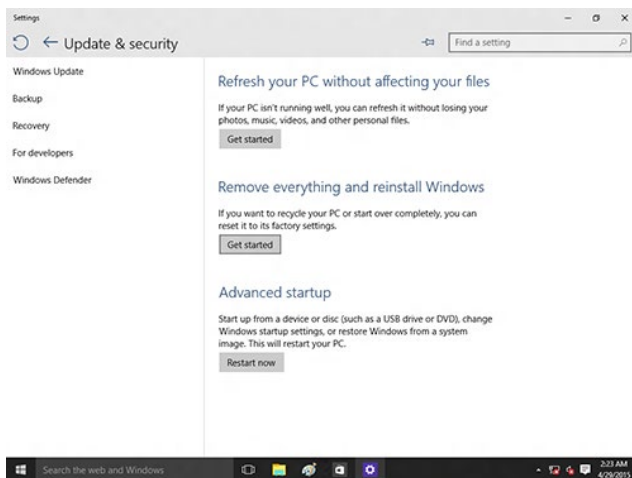 Settings
Update & security
Find a setting
Windows Update
Backup
Recovery
For developers
Windows Defender
Refresh your PC without affecting your files
If your PC isn't running well, you can refresh it without losing your
photos, music, videos, and other personal files.
Get started
Remove everything and reinstall Windows
If you want to recycle your PC or start over completely, you can
reset it to its factory settings.
Get started
Advanced startup
Start up from a device or disc (such as a USB drive or DVD), change
Windows startup settings, or restore Windows from a system
image. This will restart your PC.
Restart now
Search the web and Windows
2:23 AM
4/29/2015